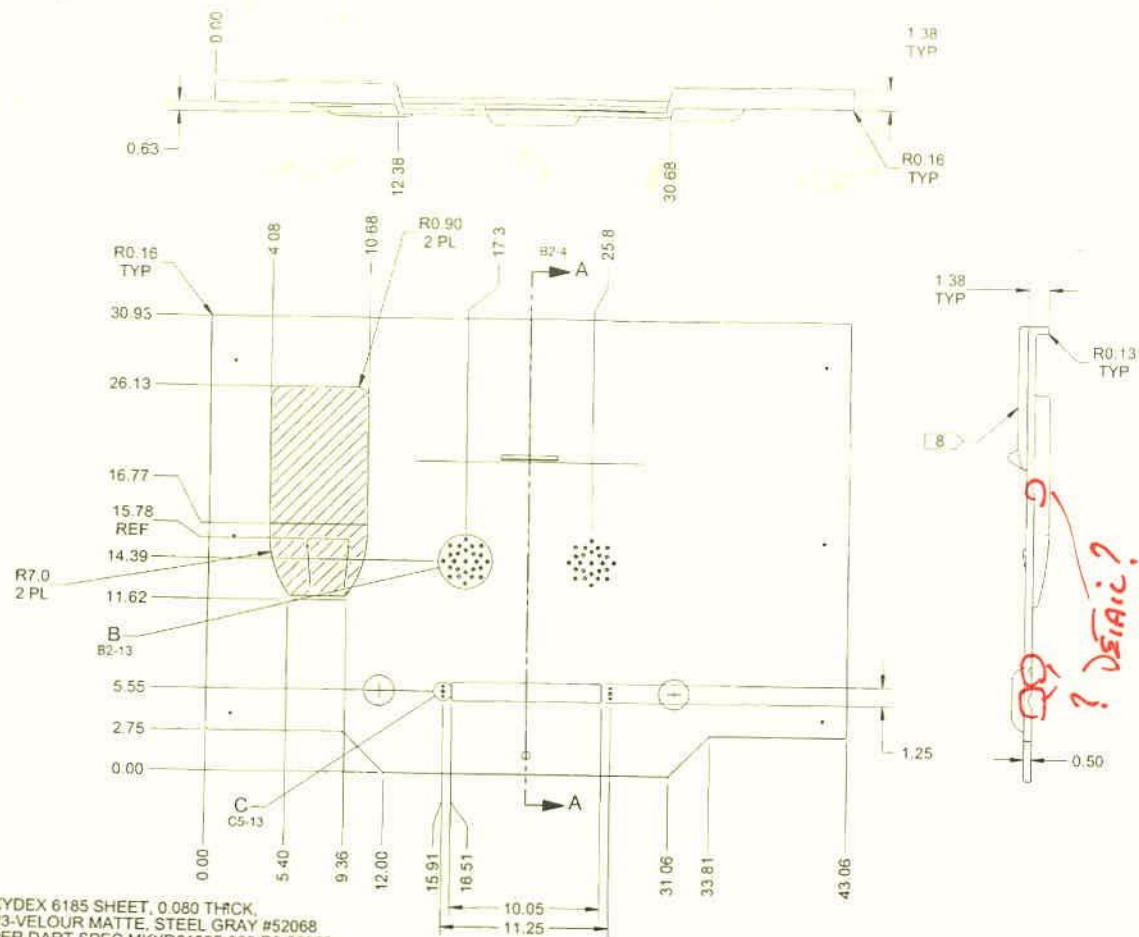 0.00
1.38
TYP
0.63
12.38
30.68
R0.16
TYP
4.08
10.68
R0.90
2 PL
17.3
B2-4
A
25.8
R0.16
TYP
30.93
26.13
16.77
15.78
REF
14.39
R7.0
2 PL
11.62
B
B2-13
5.55
2.75
0.00
C
C5-13
A
1.25
1.38
TYP
R0.13
TYP
8
? DETAIL?
0.50
0.00
5.40
9.36
12.00
15.91
16.51
31.06
33.81
43.06
10.05
11.25
KYDEX 6185 SHEET, 0.080 THICK,
3-VELOUR MATTE, STEEL GRAY #52068